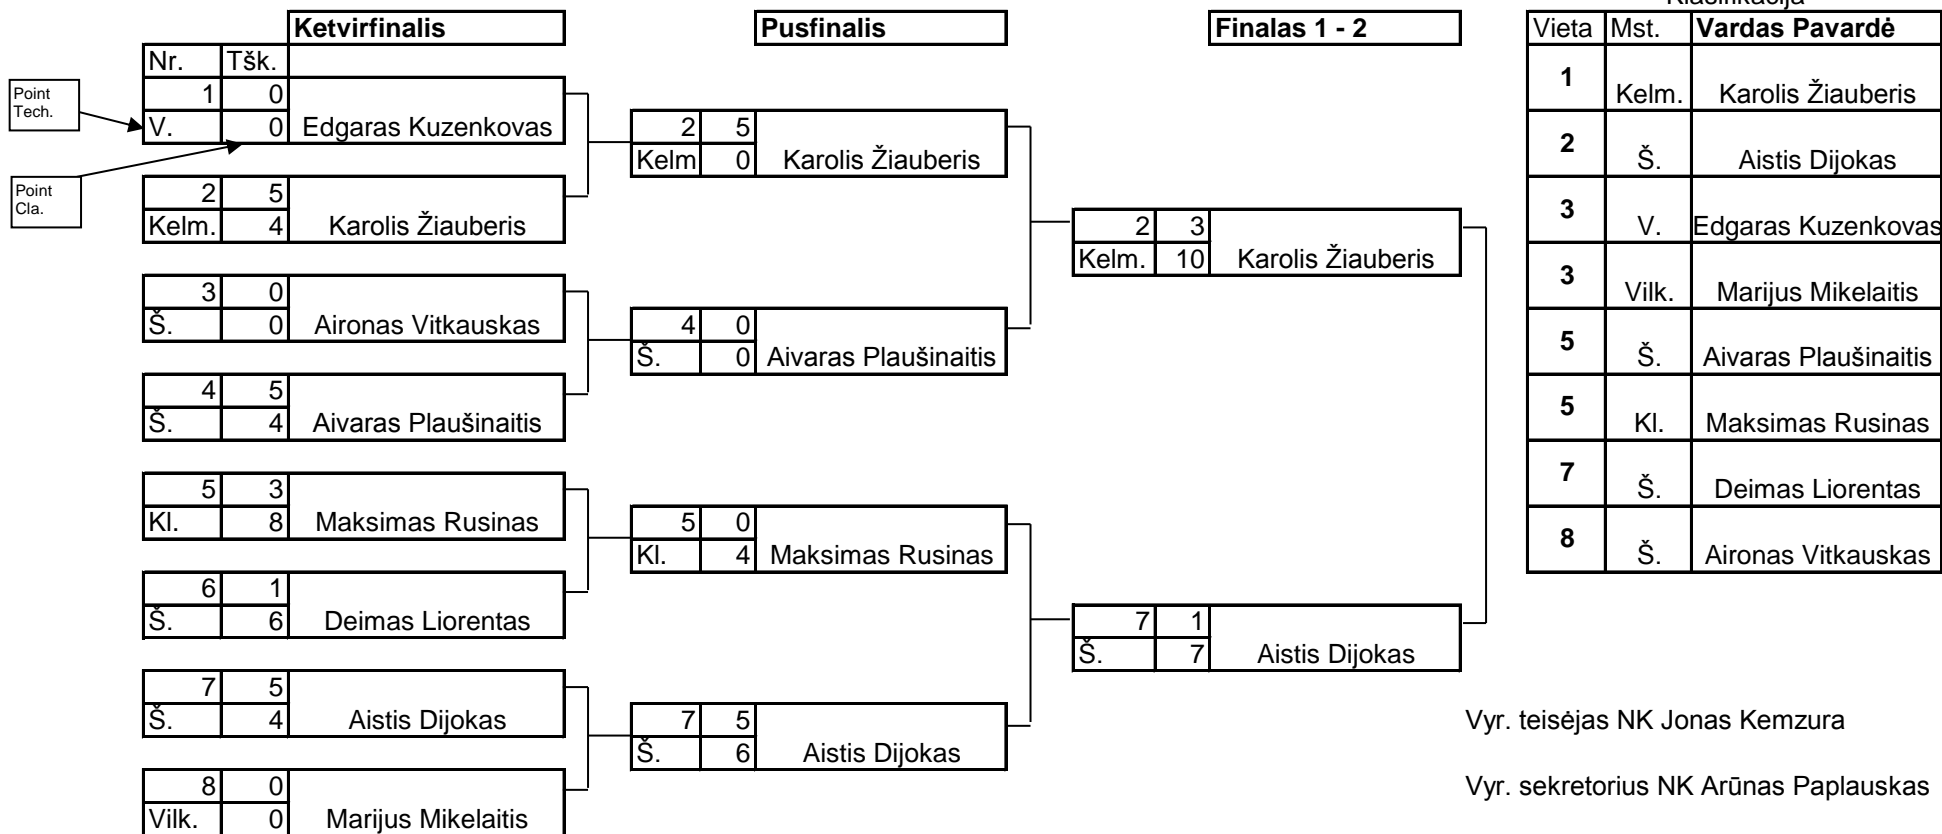 Klasifikacija
Ketvirfinalis
Pusfinalis
Finalas 1 - 2
Point
Tech.
Point
Cla.
Nr. Tšk.
1 0
V. 0 Edgaras Kuzenkovas
2 5
Kelm. 4 Karolis Žiauberis
3 0
Š. 0 Aironas Vitkauskas
4 5
Š. 4 Aivaras Plaušinaitis
5 3
Kl. 8 Maksimas Rusinas
6 1
Š. 6 Deimas Liorentas
7 5
Š. 4 Aistis Dijokas
8 0
Vilk. 0 Marijus Mikelaitis
2 5
Kelm 0 Karolis Žiauberis
4 0
Š. 0 Aivaras Plaušinaitis
5 0
Kl. 4 Maksimas Rusinas
7 5
Š. 6 Aistis Dijokas
2 3
Kelm. 10 Karolis Žiauberis
7 1
Š. 7 Aistis Dijokas
Vieta Mst. Vardas Pavardė
1 Kelm. Karolis Žiauberis
2 Š. Aistis Dijokas
3 V. Edgaras Kuzenkovas
3 Vilk. Marijus Mikelaitis
5 Š. Aivaras Plaušinaitis
5 Kl. Maksimas Rusinas
7 Š. Deimas Liorentas
8 Š. Aironas Vitkauskas
Vyr. teisėjas NK Jonas Kemzura
Vyr. sekretorius NK Arūnas Paplauskas